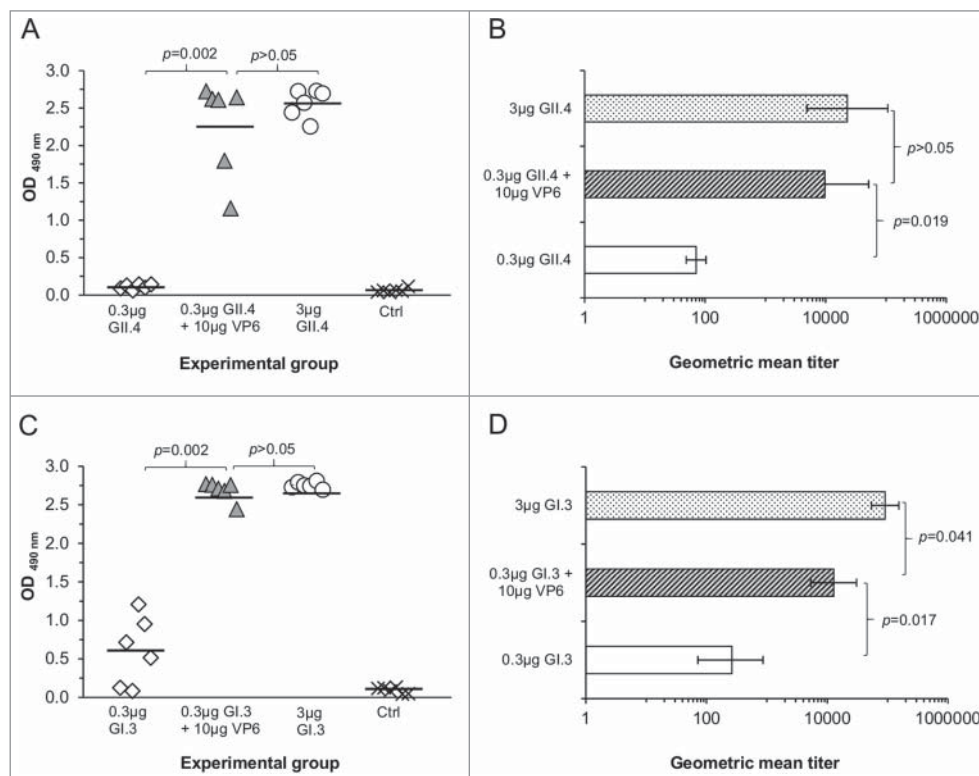 A
p=0.002
p>0.05
3.0
2.5
2.0
1.5
1.0
0.5
0.0
OD 490 nm
0.3µg GII.4
0.3µg GII.4 + 10µg VP6
3µg GII.4
Ctrl
Experimental group
B
3µg GII.4
0.3µg GII.4 + 10µg VP6
0.3µg GII.4
p>0.05
p=0.019
1
100
10000
1000000
Geometric mean titer
C
p=0.002
p>0.05
3.0
2.5
2.0
1.5
1.0
0.5
0.0
OD 490 nm
0.3µg GI.3
0.3µg GI.3 + 10µg VP6
3µg GI.3
Ctrl
Experimental group
D
3µg GI.3
0.3µg GI.3 + 10µg VP6
0.3µg GI.3
p=0.041
p=0.017
1
100
10000
1000000
Geometric mean titer